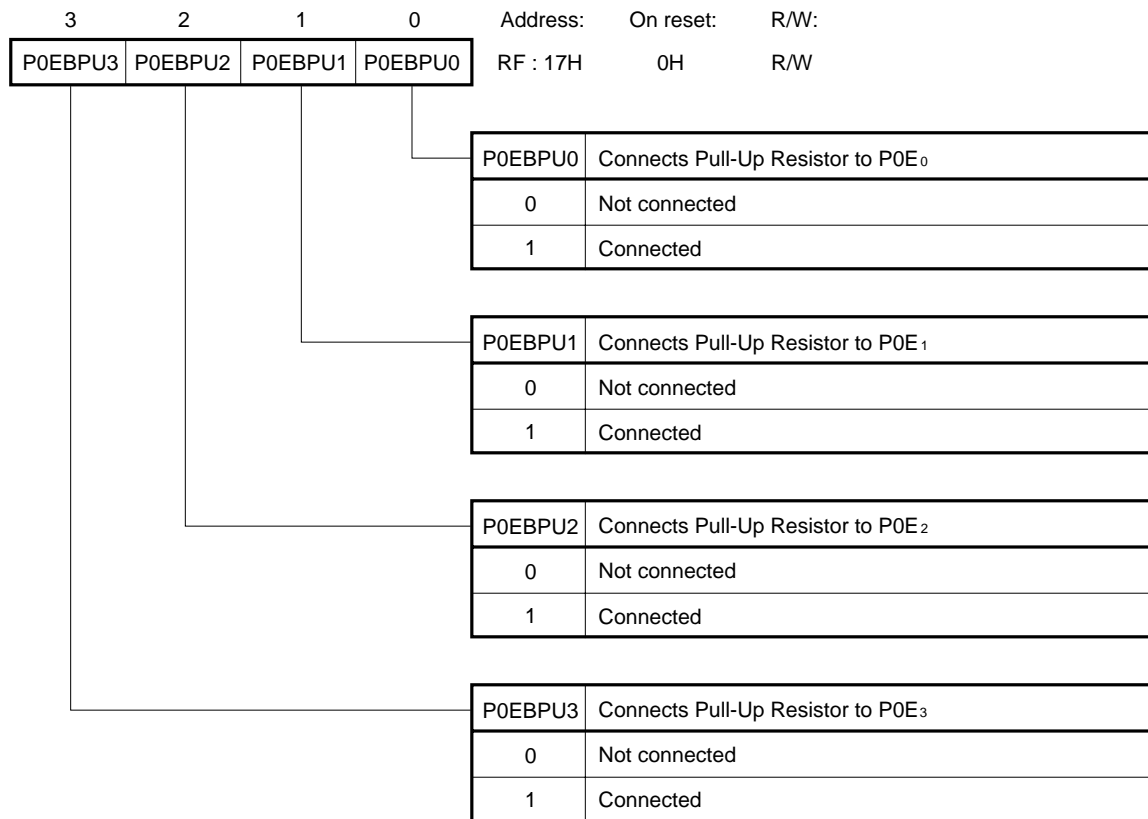 3 2 1 0 Address: On reset: R/W:
P0EBPU3 P0EBPU2 P0EBPU1 P0EBPU0 RF : 17H 0H R/W
P0EBPU0 Connects Pull-Up Resistor to P0E₀
0 Not connected
1 Connected
P0EBPU1 Connects Pull-Up Resistor to P0E₁
0 Not connected
1 Connected
P0EBPU2 Connects Pull-Up Resistor to P0E₂
0 Not connected
1 Connected
P0EBPU3 Connects Pull-Up Resistor to P0E₃
0 Not connected
1 Connected